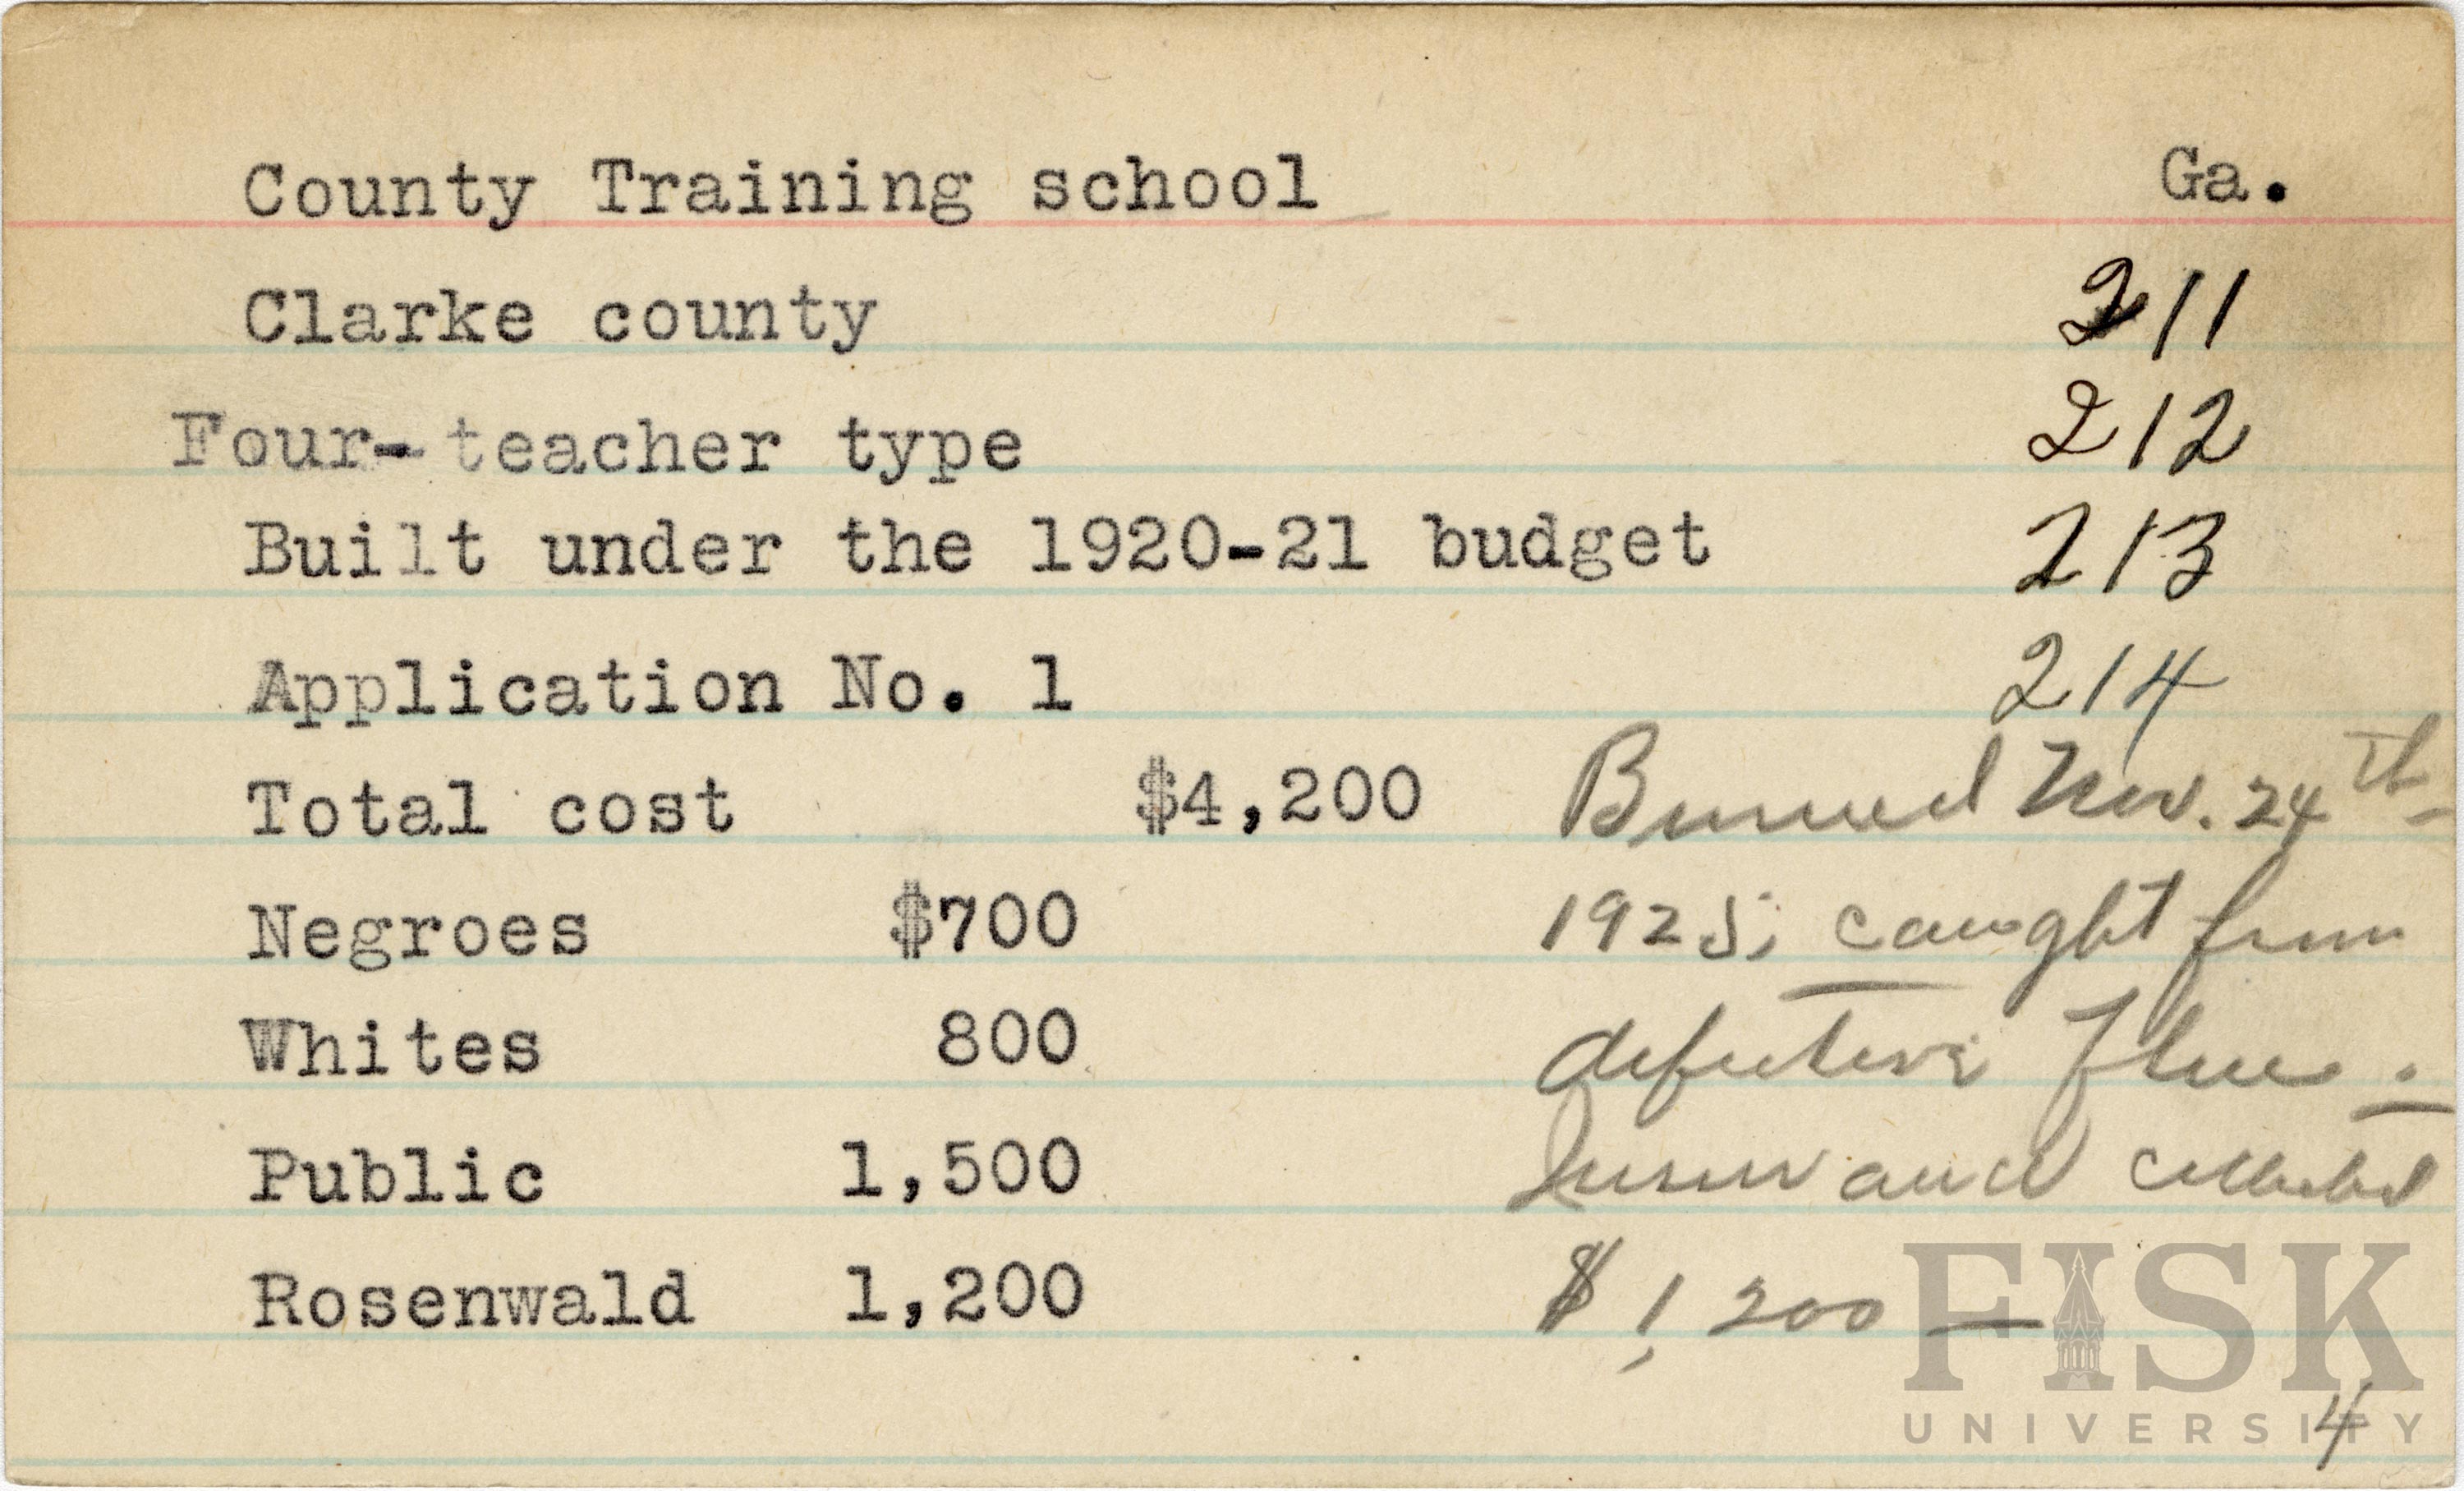 County Training school Ga.
Clarke county 211
Four-teacher type 212
Built under the 1920-21 budget 213
Application No. 1 214
Total cost $4,200 Burned Nov. 24th
Negroes $700 1925; caught from
Whites 800 defective flue.
Public 1,500 Insurance collected
Rosenwald 1,200 $1,200—
FISK
UNIVERSITY
4